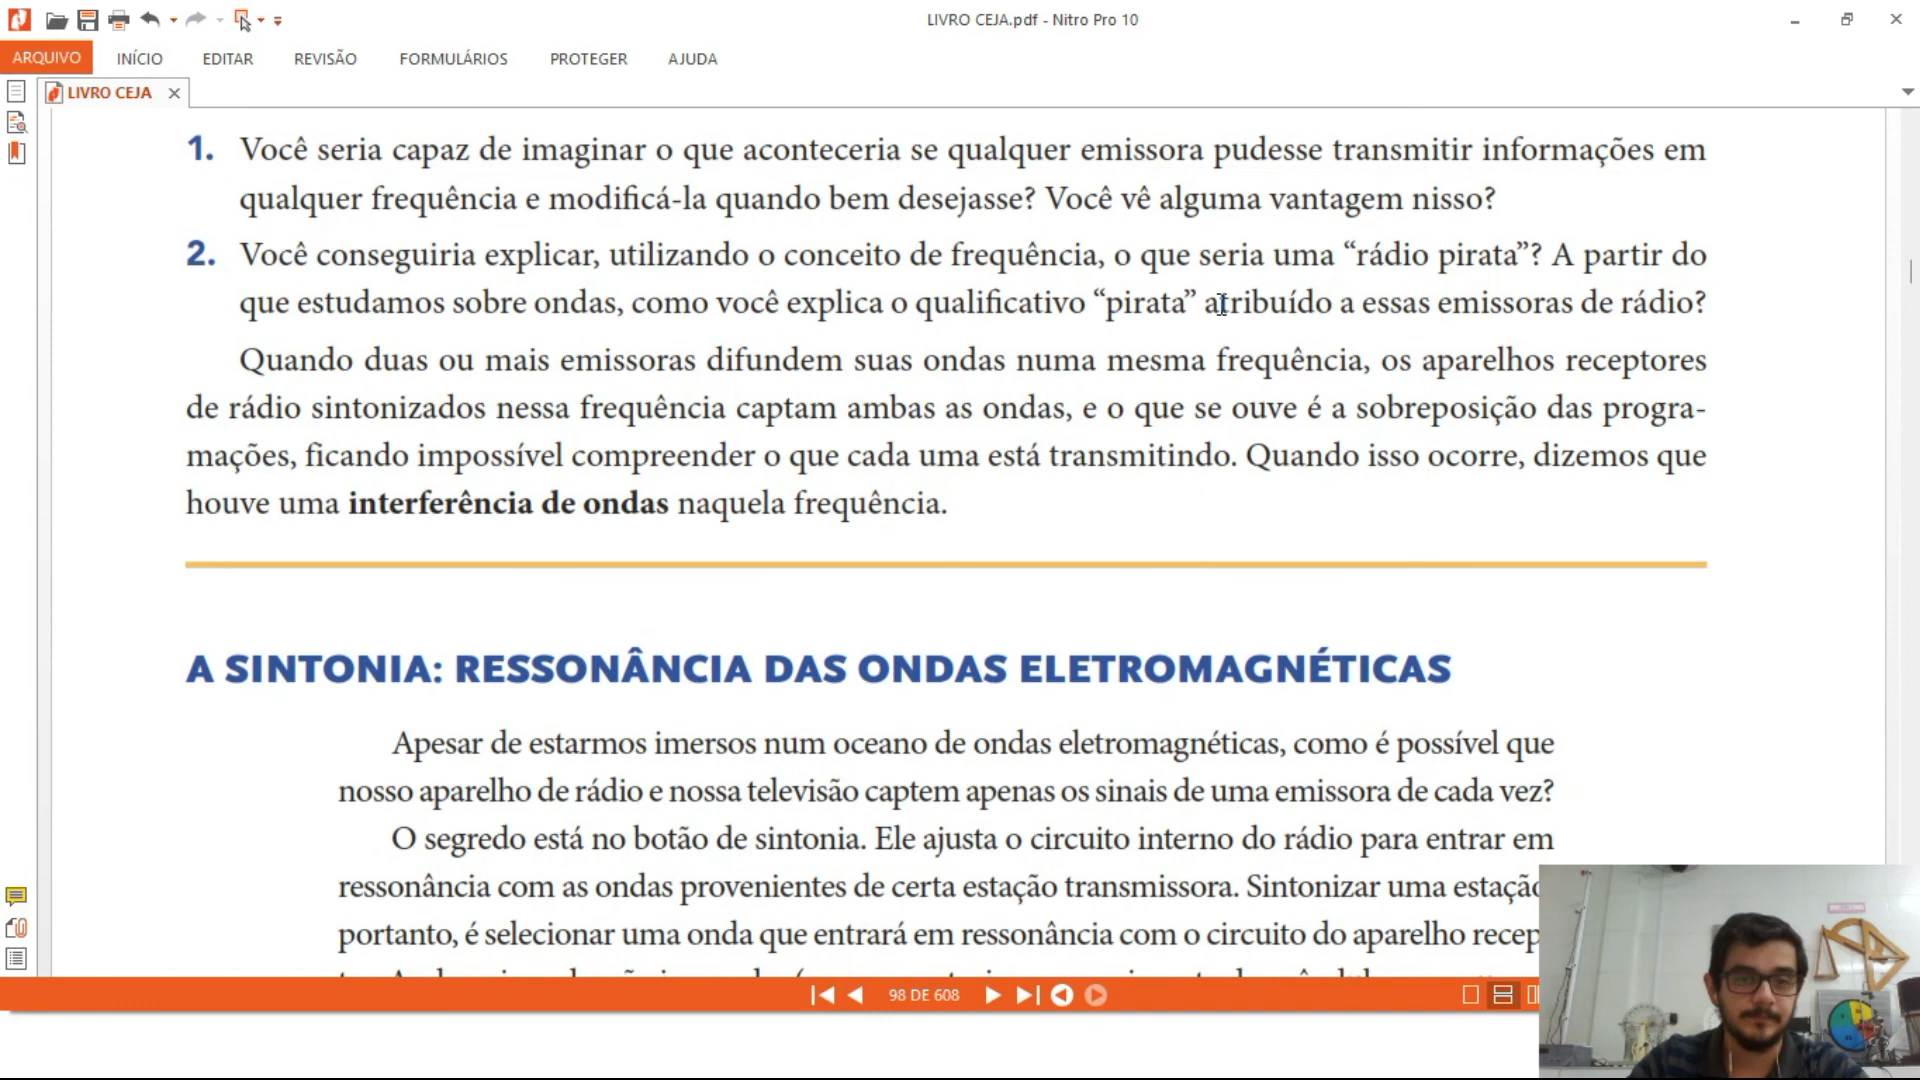 LIVRO CEJA.pdf - Nitro Pro 10
ARQUIVO INÍCIO EDITAR REVISÃO FORMULÁRIOS PROTEGER AJUDA
LIVRO CEJA
1. Você seria capaz de imaginar o que aconteceria se qualquer emissora pudesse transmitir informações em
qualquer frequência e modificá-la quando bem desejasse? Você vê alguma vantagem nisso?
2. Você conseguiria explicar, utilizando o conceito de frequência, o que seria uma “rádio pirata”? A partir do
que estudamos sobre ondas, como você explica o qualificativo “pirata” atribuído a essas emissoras de rádio?
Quando duas ou mais emissoras difundem suas ondas numa mesma frequência, os aparelhos receptores
de rádio sintonizados nessa frequência captam ambas as ondas, e o que se ouve é a sobreposição das progra-
mações, ficando impossível compreender o que cada uma está transmitindo. Quando isso ocorre, dizemos que
houve uma interferência de ondas naquela frequência.
A SINTONIA: RESSONÂNCIA DAS ONDAS ELETROMAGNÉTICAS
Apesar de estarmos imersos num oceano de ondas eletromagnéticas, como é possível que
nosso aparelho de rádio e nossa televisão captem apenas os sinais de uma emissora de cada vez?
O segredo está no botão de sintonia. Ele ajusta o circuito interno do rádio para entrar em
ressonância com as ondas provenientes de certa estação transmissora. Sintonizar uma estação
portanto, é selecionar uma onda que entrará em ressonância com o circuito do aparelho recep
98 DE 608